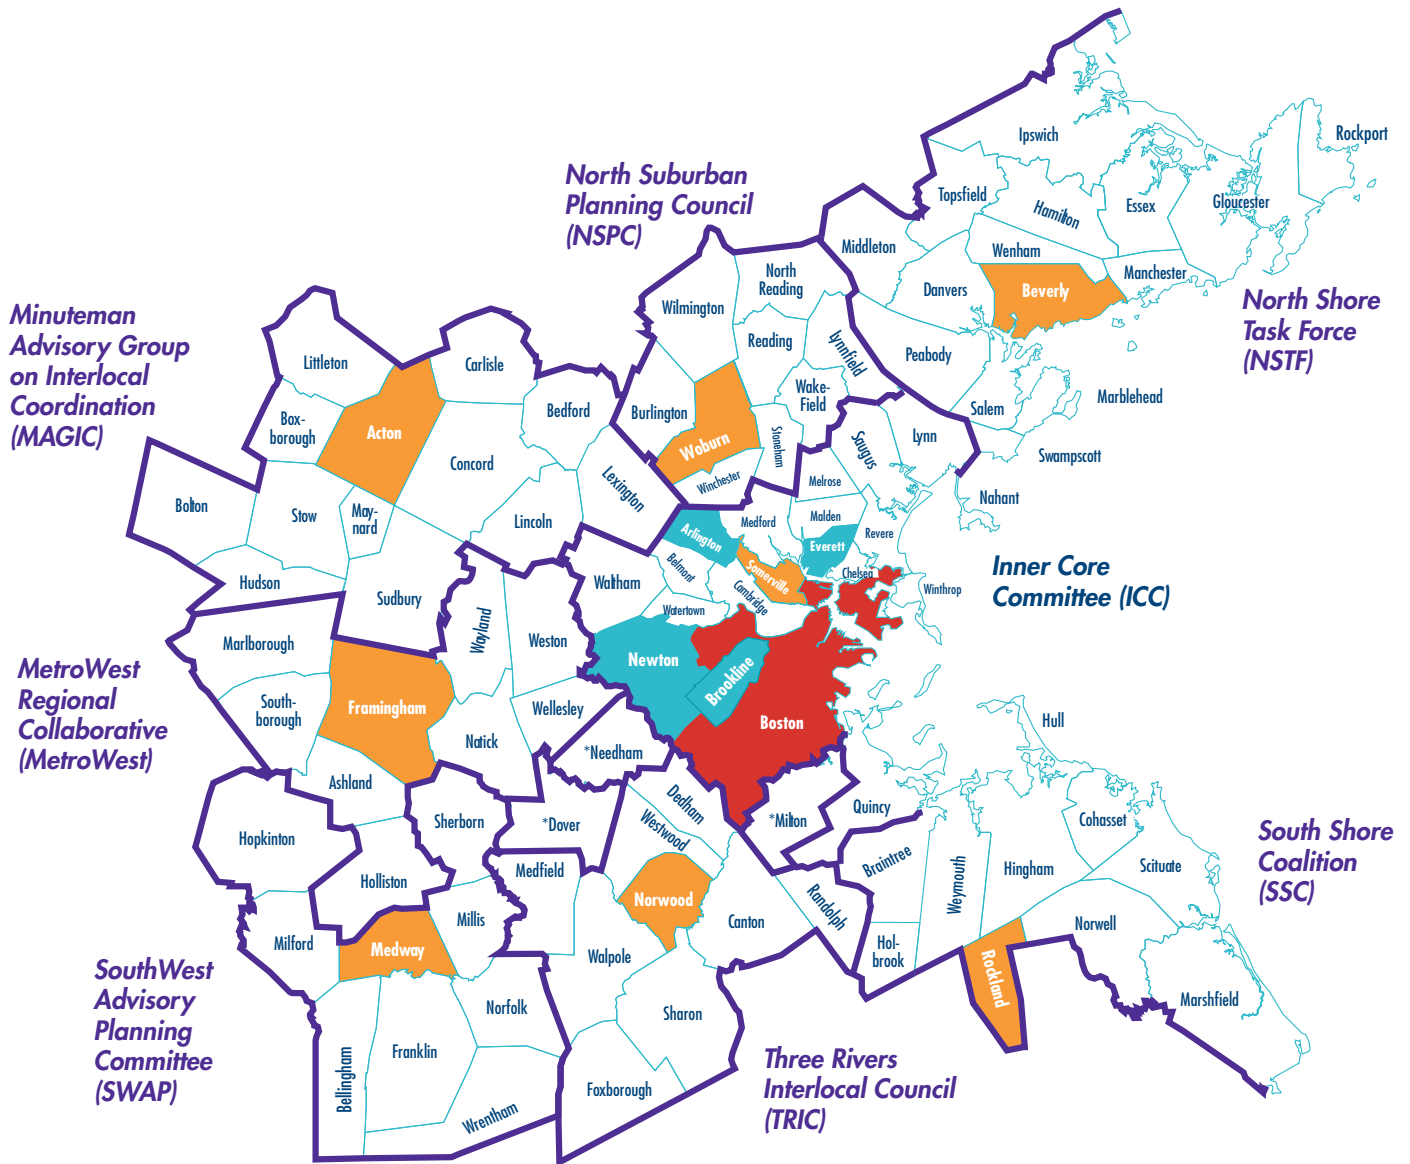 Ipswich
Rockport
North Suburban
Planning Council
(NSPC)
Topsfield
Hamilton
Essex
Gloucester
Middleton
Wenham
Manchester
North
Reading
Danvers
Beverly
North Shore
Task Force
(NSTF)
Wilmington
Minuteman
Advisory Group
on Interlocal
Coordination
(MAGIC)
Reading
Lynnfield
Peabody
Littleton
Carlisle
Wake-
Field
Marblehead
Burlington
Bedford
Box-
borough
Salem
Acton
Woburn
Stoneham
Saugus
Lynn
Swampscott
Concord
Lexington
Winchester
Melrose
Nahant
Bolton
Stow
May-
nard
Lincoln
Medford
Malden
Revere
Arlington
Everett
Belmont
Somerville
Chelsea
Inner Core
Committee (ICC)
Hudson
Sudbury
Waltham
Cambridge
Winthrop
Watertown
Wayland
Weston
Marlborough
Newton
Brookline
MetroWest
Regional
Collaborative
(MetroWest)
South-
borough
Framingham
Wellesley
Boston
Hull
Natick
*Needham
Ashland
Dedham
Quincy
Sherborn
*Dover
Westwood
*Milton
Cohasset
Hopkinton
South Shore
Coalition
(SSC)
Braintree
Weymouth
Hingham
Scituate
Holliston
Medfield
Norwood
Randolph
Millis
Canton
Norwell
Milford
Medway
Walpole
Hol-
brook
Rockland
SouthWest
Advisory
Planning
Committee
(SWAP)
Norfolk
Sharon
Marshfield
Franklin
Bellingham
Foxborough
Wrentham
Three Rivers
Interlocal Council
(TRIC)